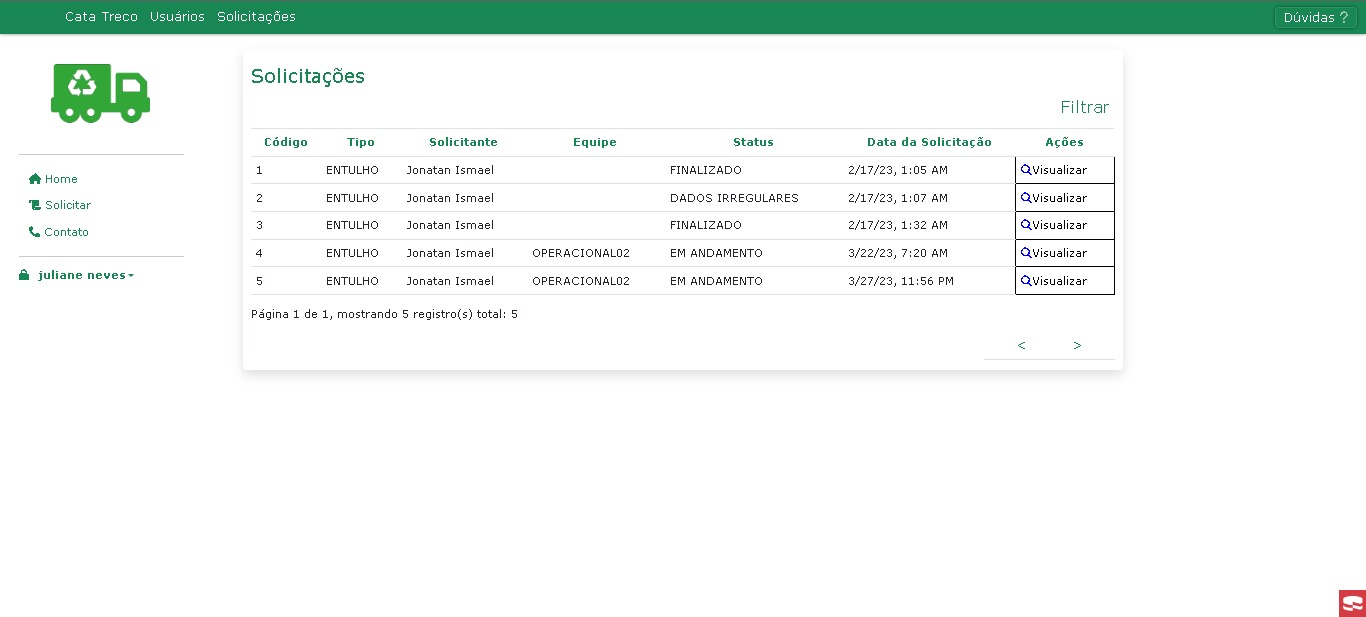 Cata Treco Usuários Solicitações Dúvidas ?
Solicitações
Filtrar
Código Tipo Solicitante Equipe Status Data da Solicitação Ações
1 ENTULHO Jonatan Ismael FINALIZADO 2/17/23, 1:05 AM Visualizar
2 ENTULHO Jonatan Ismael DADOS IRREGULARES 2/17/23, 1:07 AM Visualizar
3 ENTULHO Jonatan Ismael FINALIZADO 2/17/23, 1:32 AM Visualizar
4 ENTULHO Jonatan Ismael OPERACIONAL02 EM ANDAMENTO 3/22/23, 7:20 AM Visualizar
5 ENTULHO Jonatan Ismael OPERACIONAL02 EM ANDAMENTO 3/27/23, 11:56 PM Visualizar
Página 1 de 1, mostrando 5 registro(s) total: 5
< >
Home
Solicitar
Contato
juliane neves